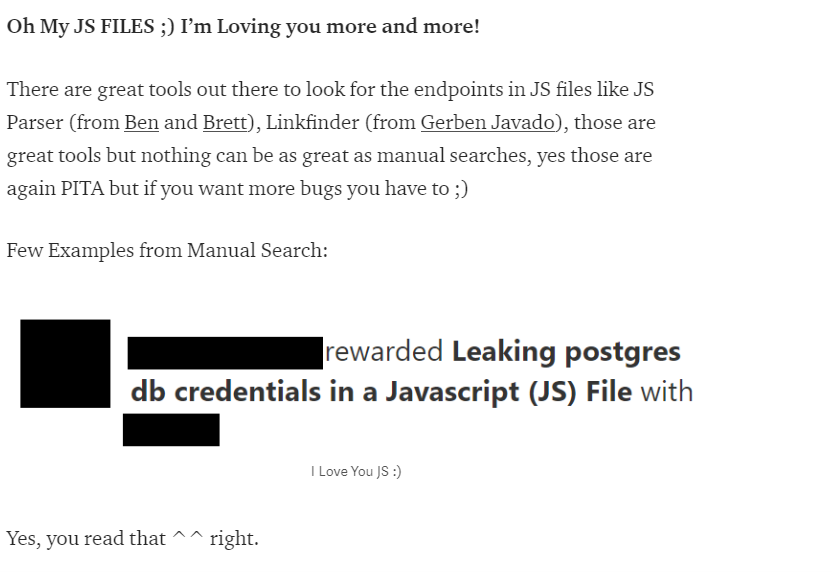 Oh My JS FILES ;) I’m Loving you more and more!
There are great tools out there to look for the endpoints in JS files like JS
Parser (from Ben and Brett), Linkfinder (from Gerben Javado), those are
great tools but nothing can be as great as manual searches, yes those are
again PITA but if you want more bugs you have to ;)
Few Examples from Manual Search:
rewarded Leaking postgres
db credentials in a Javascript (JS) File with
I Love You JS :)
Yes, you read that ^^ right.